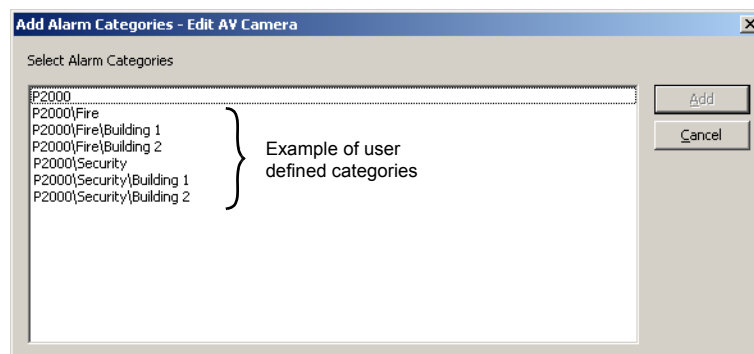 Add Alarm Categories - Edit AV Camera
Select Alarm Categories
P2000
P2000\Fire
P2000\Fire\Building 1
P2000\Fire\Building 2
P2000\Security
P2000\Security\Building 1
P2000\Security\Building 2
Example of user
defined categories
Add
Cancel